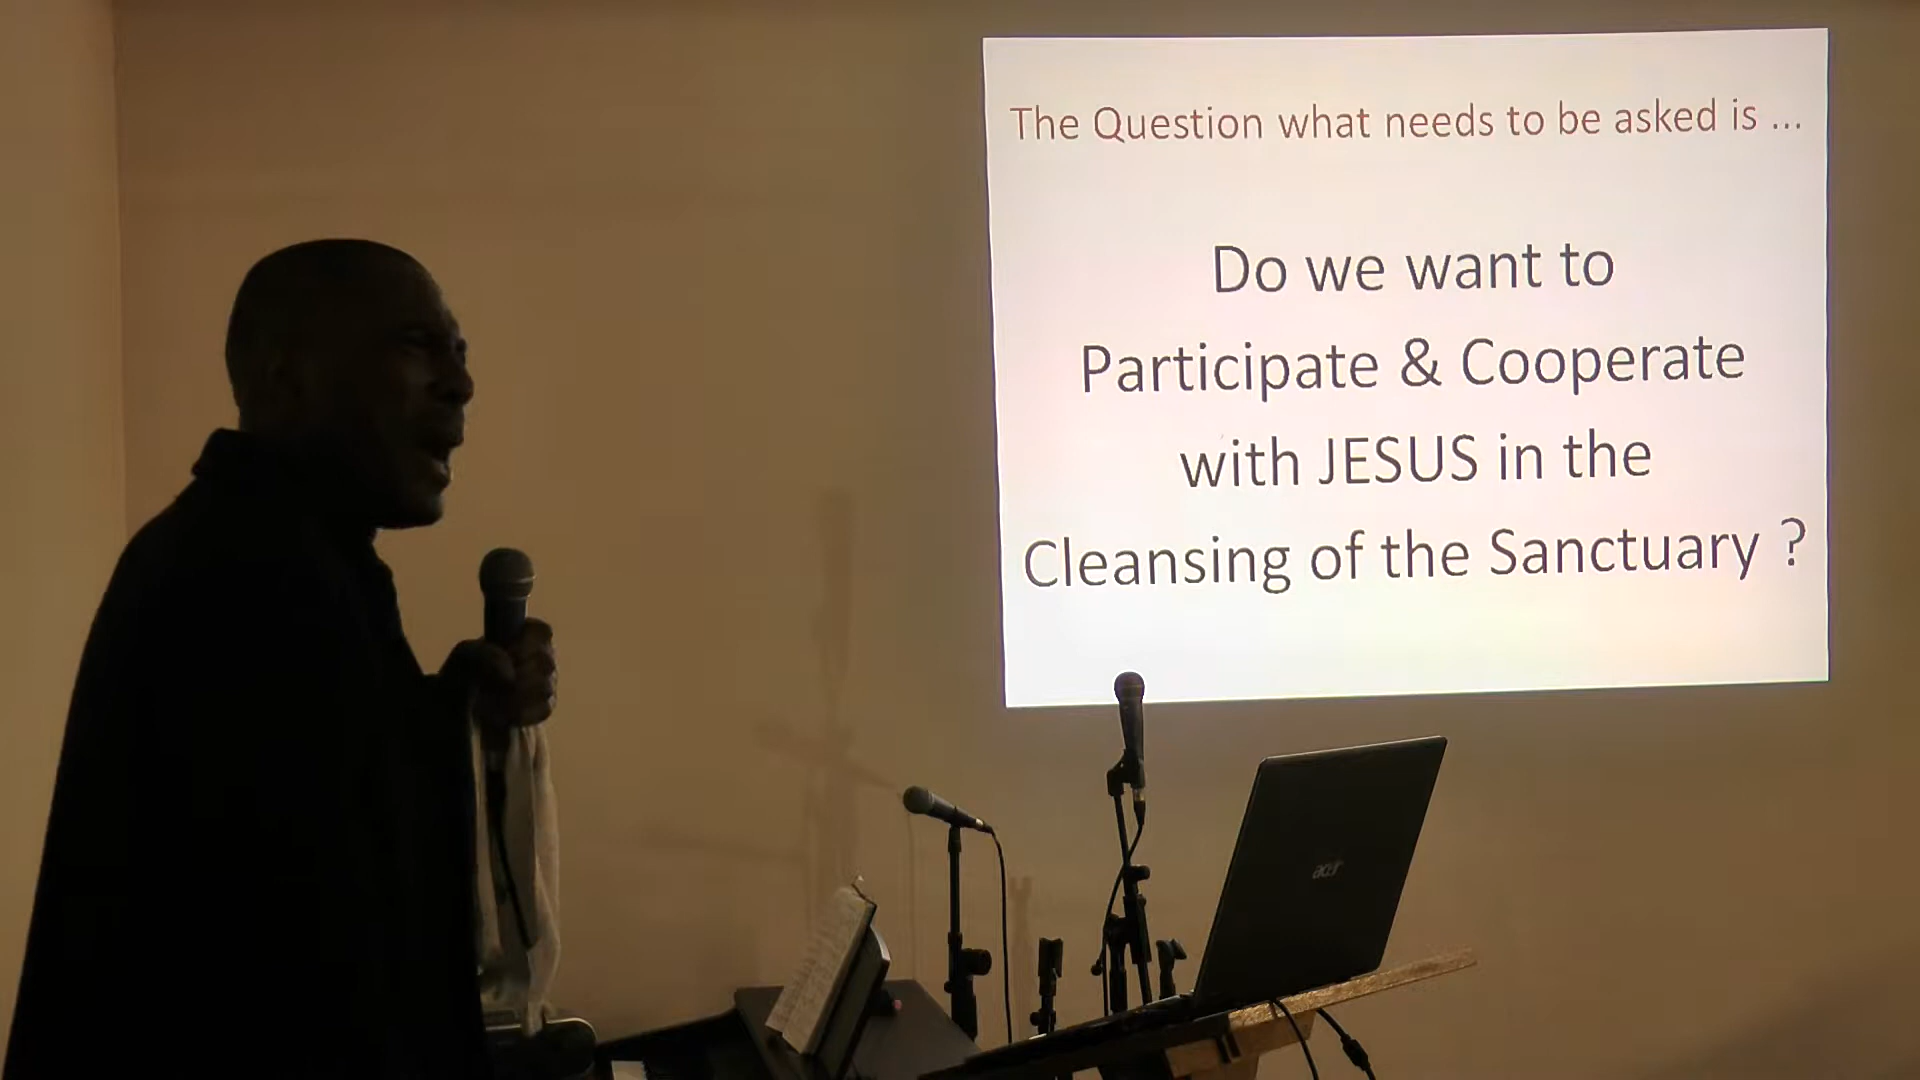 The Question what needs to be asked is ...
Do we want to
Participate & Cooperate
with JESUS in the
Cleansing of the Sanctuary ?
acer